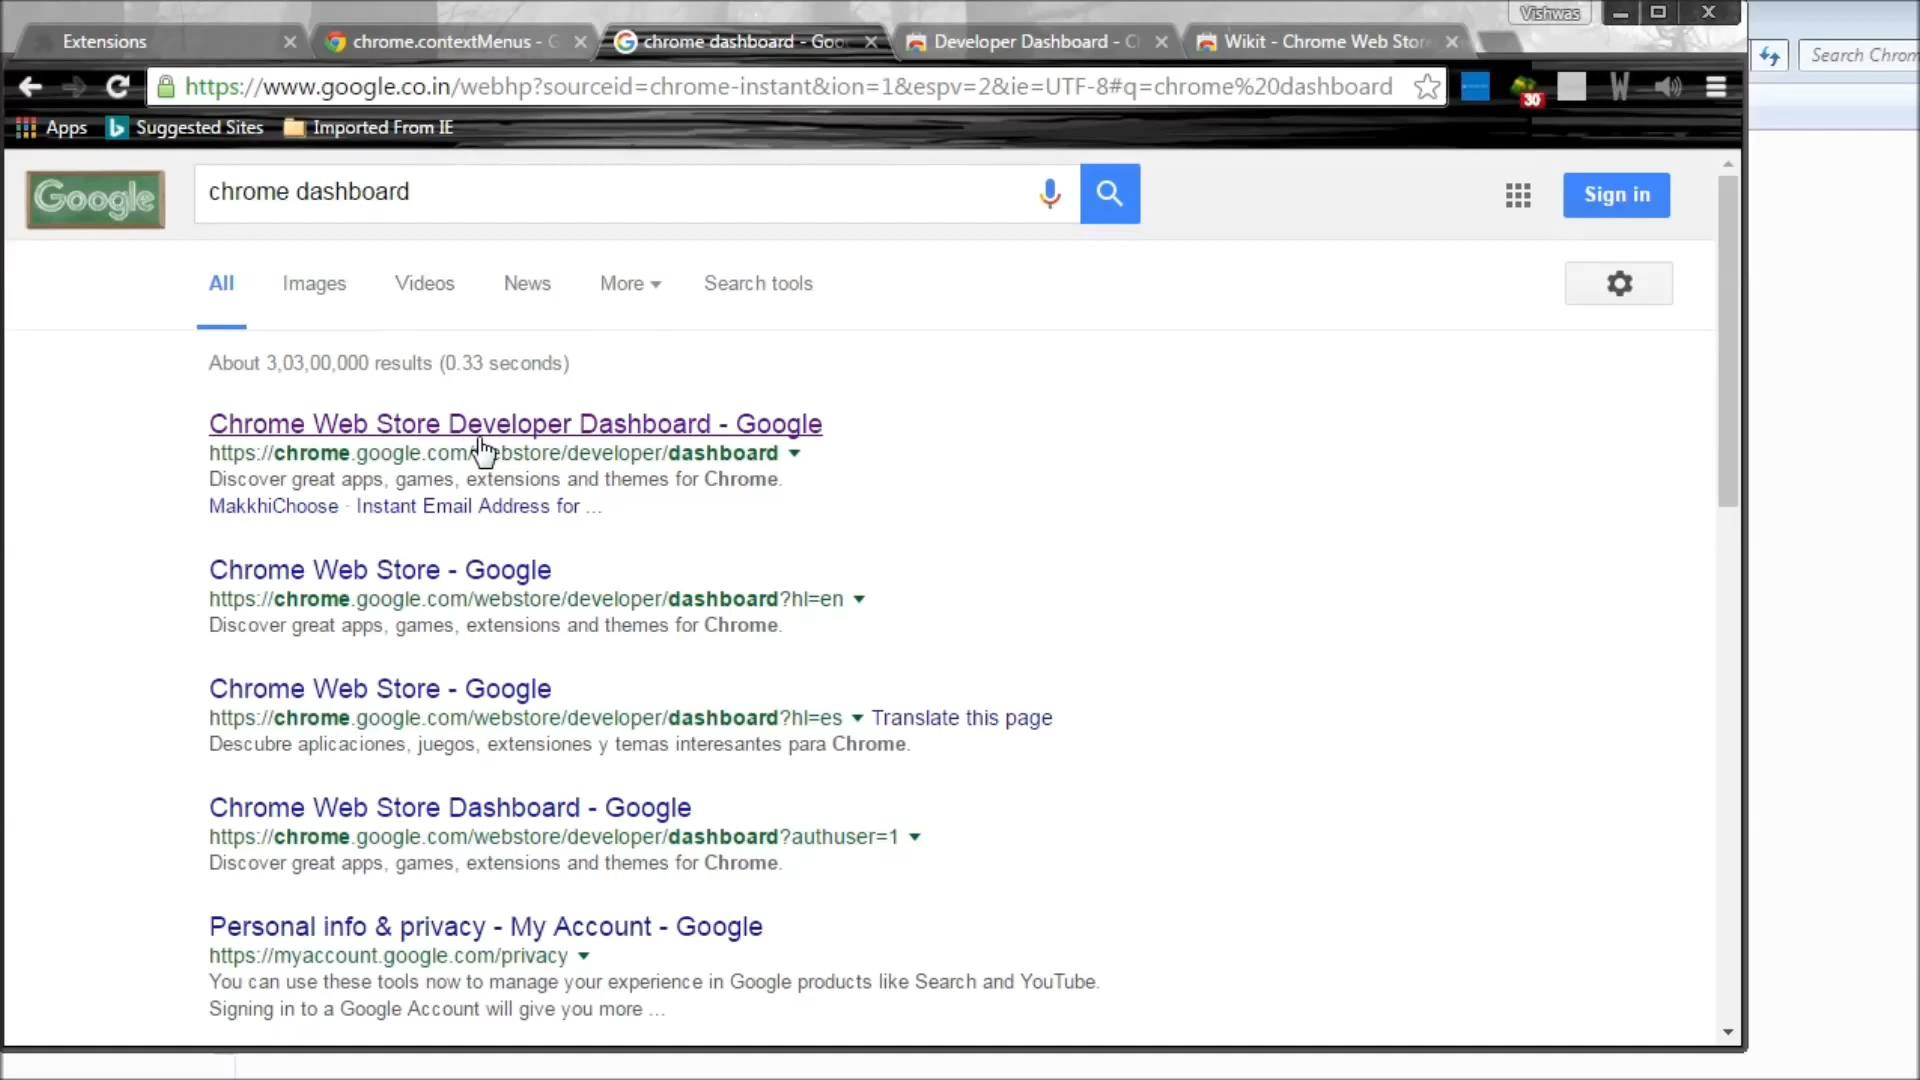 Vishwas
Extensions
chrome.contextMenus - G
chrome dashboard - Goo
Developer Dashboard - C
Wikit - Chrome Web Store
https://www.google.co.in/webhp?sourceid=chrome-instant&ion=1&espv=2&ie=UTF-8#q=chrome%20dashboard
30
W
Search Chrom
Apps
Suggested Sites
Imported From IE
Google
chrome dashboard
Sign in
All
Images
Videos
News
More
Search tools
About 3,03,00,000 results (0.33 seconds)
Chrome Web Store Developer Dashboard - Google
https://chrome.google.com/webstore/developer/dashboard
Discover great apps, games, extensions and themes for Chrome.
MakkhiChoose · Instant Email Address for ...
Chrome Web Store - Google
https://chrome.google.com/webstore/developer/dashboard?hl=en
Discover great apps, games, extensions and themes for Chrome.
Chrome Web Store - Google
https://chrome.google.com/webstore/developer/dashboard?hl=es Translate this page
Descubre aplicaciones, juegos, extensiones y temas interesantes para Chrome.
Chrome Web Store Dashboard - Google
https://chrome.google.com/webstore/developer/dashboard?authuser=1
Discover great apps, games, extensions and themes for Chrome.
Personal info & privacy - My Account - Google
https://myaccount.google.com/privacy
You can use these tools now to manage your experience in Google products like Search and YouTube.
Signing in to a Google Account will give you more ...